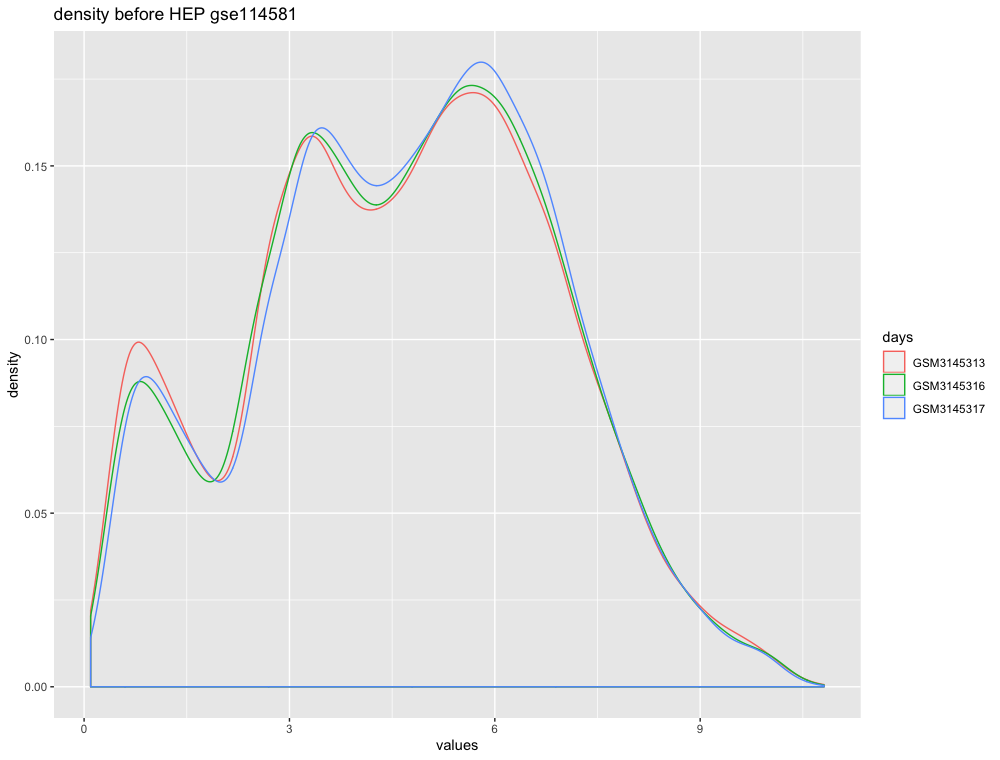 density before HEP gse114581
density
0.15
0.10
0.05
0.00
0
3
6
9
values
days
GSM3145313
GSM3145316
GSM3145317